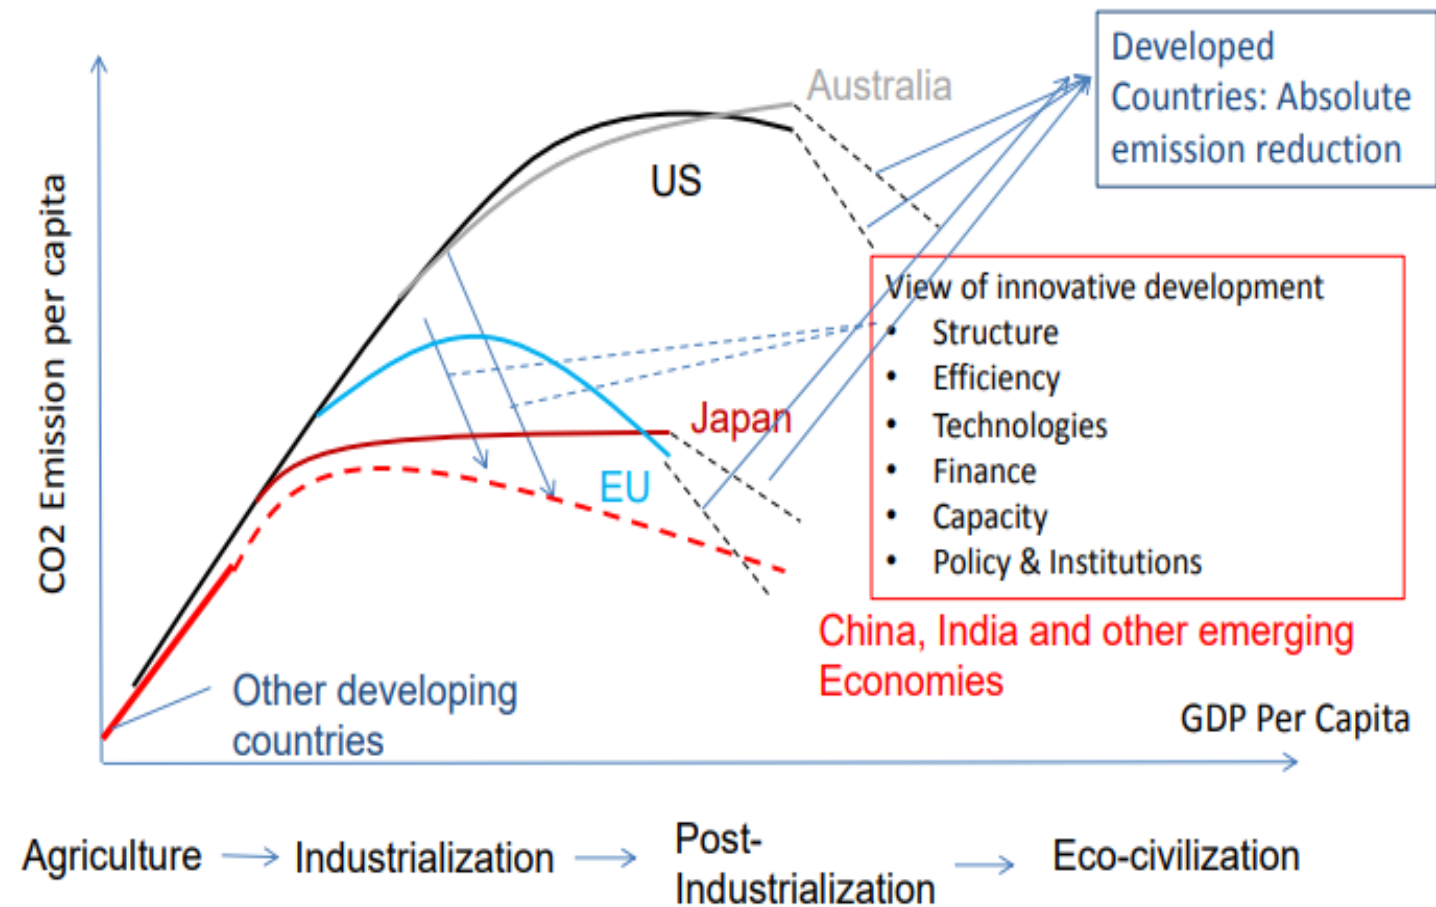 Developed
Countries: Absolute
emission reduction
Australia
US
CO2 Emission per capita
View of innovative development
• Structure
• Efficiency
• Technologies
• Finance
• Capacity
• Policy & Institutions
Japan
EU
China, India and other emerging
Economies
Other developing
countries
GDP Per Capita
Agriculture
Industrialization
Post-
Industrialization
Eco-civilization